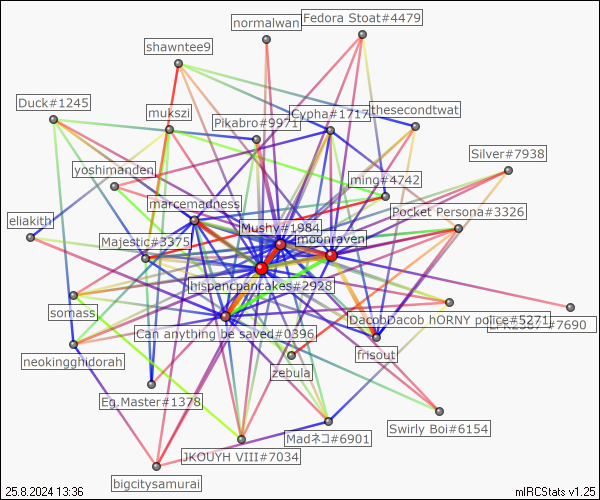 Fedora Stoat#4479
normalwan
shawntee9
Duck#1245
mukszi
Cypha#1717
thesecondtwat
Pikabro#9971
Silver#7938
yoshimanden
ming#4742
marcemadness
Pocket Persona#3326
eliakith
Mushy#1984
moonraven
Majestic#3375
hispancpancakes#2928
somass
DacobDacob hORNY police#5271
#7690
Can anything be saved#0396
frisout
neokingghidorah
zebula
Eg.Master#1378
Swirly Boi#6154
Madネコ#6901
JKOUYH VIII#7034
bigcitysamurai
25.8.2024 13:36
mIRCStats v1.25